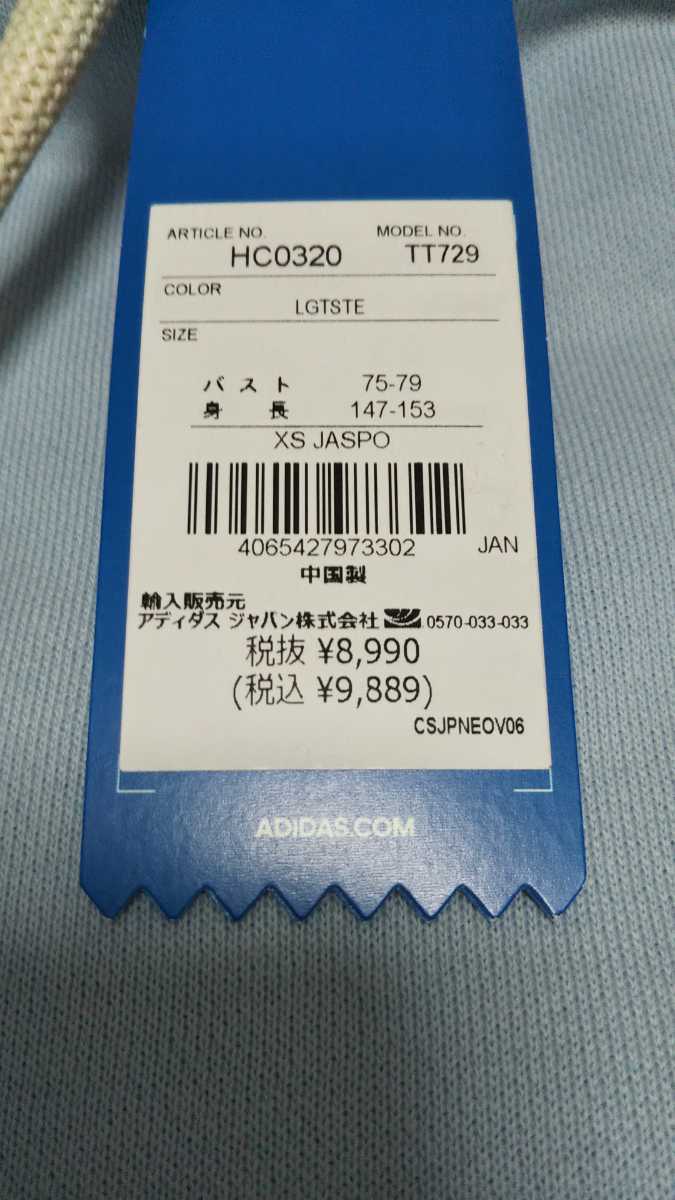 ARTICLE NO. MODEL NO.
HC0320 TT729
COLOR
LGTSTE
SIZE
バスト 75-79
身長 147-153
XS JASPO
4065427973302 JAN
中国製
輸入販売元
アディダス ジャパン株式会社 0570-033-033
税抜 ¥8,990
(税込 ¥9,889)
CSJPNEOV06
ADIDAS.COM